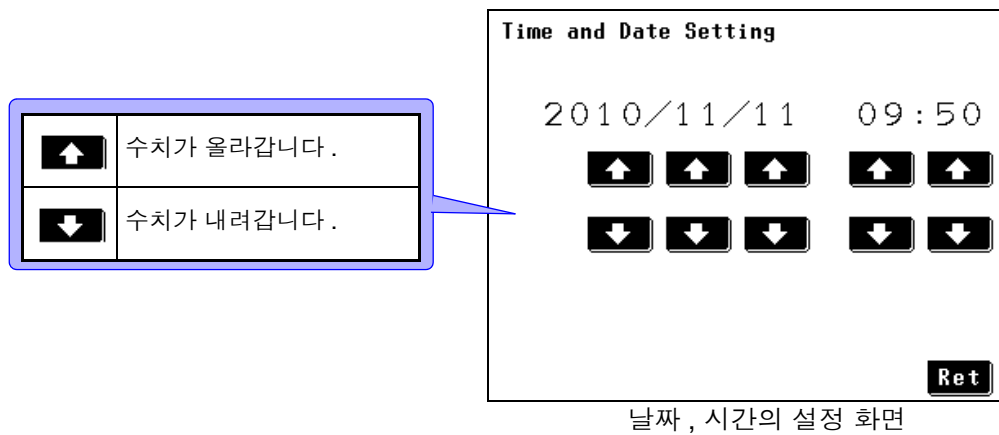 Time and Date Setting
2010/11/11 09:50
수치가 올라갑니다 .
수치가 내려갑니다 .
Ret
날짜 , 시간의 설정 화면